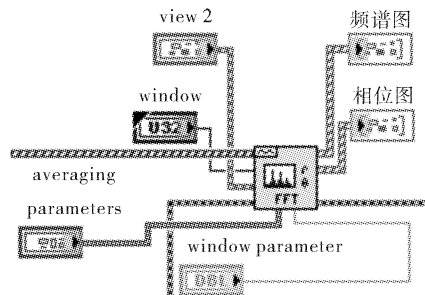 view 2
频谱图
window
相位图
U32
averaging
parameters
FFT
window parameter
DBL